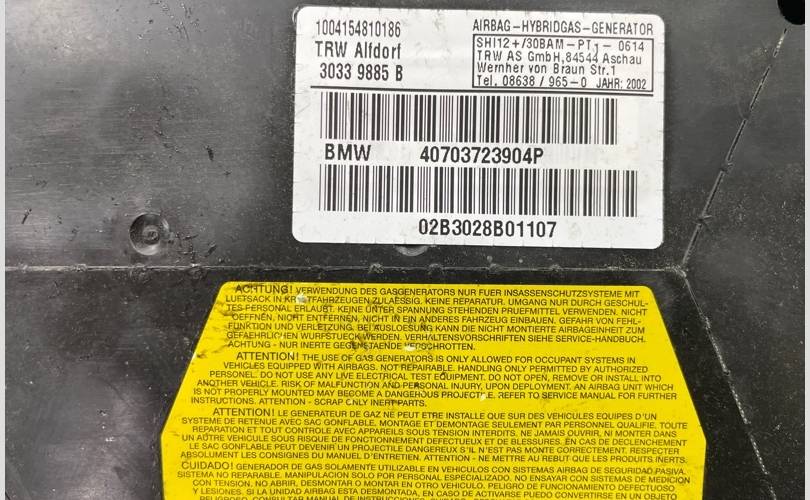 1004154810186
TRW Alfdorf
3033 9885 B
AIRBAG-HYBRIDGAS-GENERATOR
SHI12+/30BAM-PT1- 0614
TRW AS GmbH,84544 Aschau
Wernher von Braun Str.1
Tel. 08638 / 965-0 JAHR: 2002
BMW 40703723904P
02B3028B01107
ACHTUNG! VERWENDUNG DES GASGENERATORS NUR FUER INSASSENSCHUTZSYSTEME MIT
LUFTSACK IN KRAFTFAHRZEUGEN ZULAESSIG. KEINE REPARATUR. UMGANG NUR DURCH GESCHUL-
TES PERSONAL ERLAUBT. KEINE UNTER SPANNUNG STEHENDEN PRUEFMITTEL VERWENDEN. NICHT
OEFFNEN, NICHT ENTFERNEN, NICHT IN EIN ANDERES FAHRZEUG EINBAUEN. GEFAHR VON FEHL-
FUNKTION UND VERLETZUNG. BEI AUSLOESUNG KANN DIE NICHT MONTIERTE AIRBAGEINHEIT ZUM
GEFAEHRLICHEN WURFSTUECK WERDEN. VERHALTENSVORSCHRIFTEN SIEHE SERVICE-HANDBUCH.
ACHTUNG - NUR INERTE GEGENSTAENDE VERSCHROTTEN.
ATTENTION! THE USE OF GAS GENERATORS IS ONLY ALLOWED FOR OCCUPANT SYSTEMS IN
VEHICLES EQUIPPED WITH AIRBAGS. NOT REPAIRABLE. HANDLING ONLY PERMITTED BY AUTHORIZED
PERSONEL. DO NOT USE ANY LIVE ELECTRICAL TEST EQUIPMENT. DO NOT OPEN, REMOVE OR INSTALL INTO
ANOTHER VEHICLE. RISK OF MALFUNCTION AND PERSONAL INJURY, UPON DEPLOYMENT. AN AIRBAG UNIT WHICH
IS NOT PROPERLY MOUNTED MAY BECOME A DANGEROUS PROJECTILE. REFER TO SERVICE MANUAL FOR FURTHER
INSTRUCTIONS. ATTENTION - SCRAP ONLY INERT PARTS.
ATTENTION! LE GENERATEUR DE GAZ NE PEUT ETRE INSTALLE QUE SUR DES VEHICULES EQUIPES D'UN
SYSTEME DE RETENUE AVEC SAC GONFLABLE. MONTAGE ET DEMONTAGE SEULEMENT PAR PERSONNEL QUALIFIE. TOUTE
REPARATION ET TOUT CONTROLE AVEC APPAREILS SOUS TENSION INTERDITS. NE JAMAIS OUVRIR, NI MONTER DANS
UN AUTRE VEHICULE SOUS RISQUE DE FONCTIONNEMENT DEFECTUEUX ET DE BLESSURES. EN CAS DE DECLENCHEMENT
LE SAC GONFLABLE PEUT DEVENIR UN PROJECTILE DANGEREUX S'IL N'EST PAS MONTE CORRECTEMENT. RESPECTER
ABSOLUMENT LES CONSIGNES DU MANUEL D'ENTRETIEN. ATTENTION - NE METTRE AU REBUT QUE LES PRODUITS INERTES.
CUIDADO! GENERADOR DE GAS SOLAMENTE UTILIZABLE EN VEHICULOS CON SISTEMAS AIRBAG DE SEGURIDAD PASIVA.
SISTEMA NO REPARABLE. MANIPULACION SOLO POR PERSONAL ESPECIALIZADO. NO ENSAYAR CON SISTEMAS DE MEDICION
CON TENSION. NO ABRIR, DESMONTAR O MONTAR EN OTRO VEHICULO. PELIGRO DE FUNCIONAMIENTO DEFECTUOSO
Y LESIONES. SI LA UNIDAD AIRBAG ESTA DESMONTADA, EN CASO DE ACTIVARSE PUEDO CONVERTIRSE EN UN OBJETO